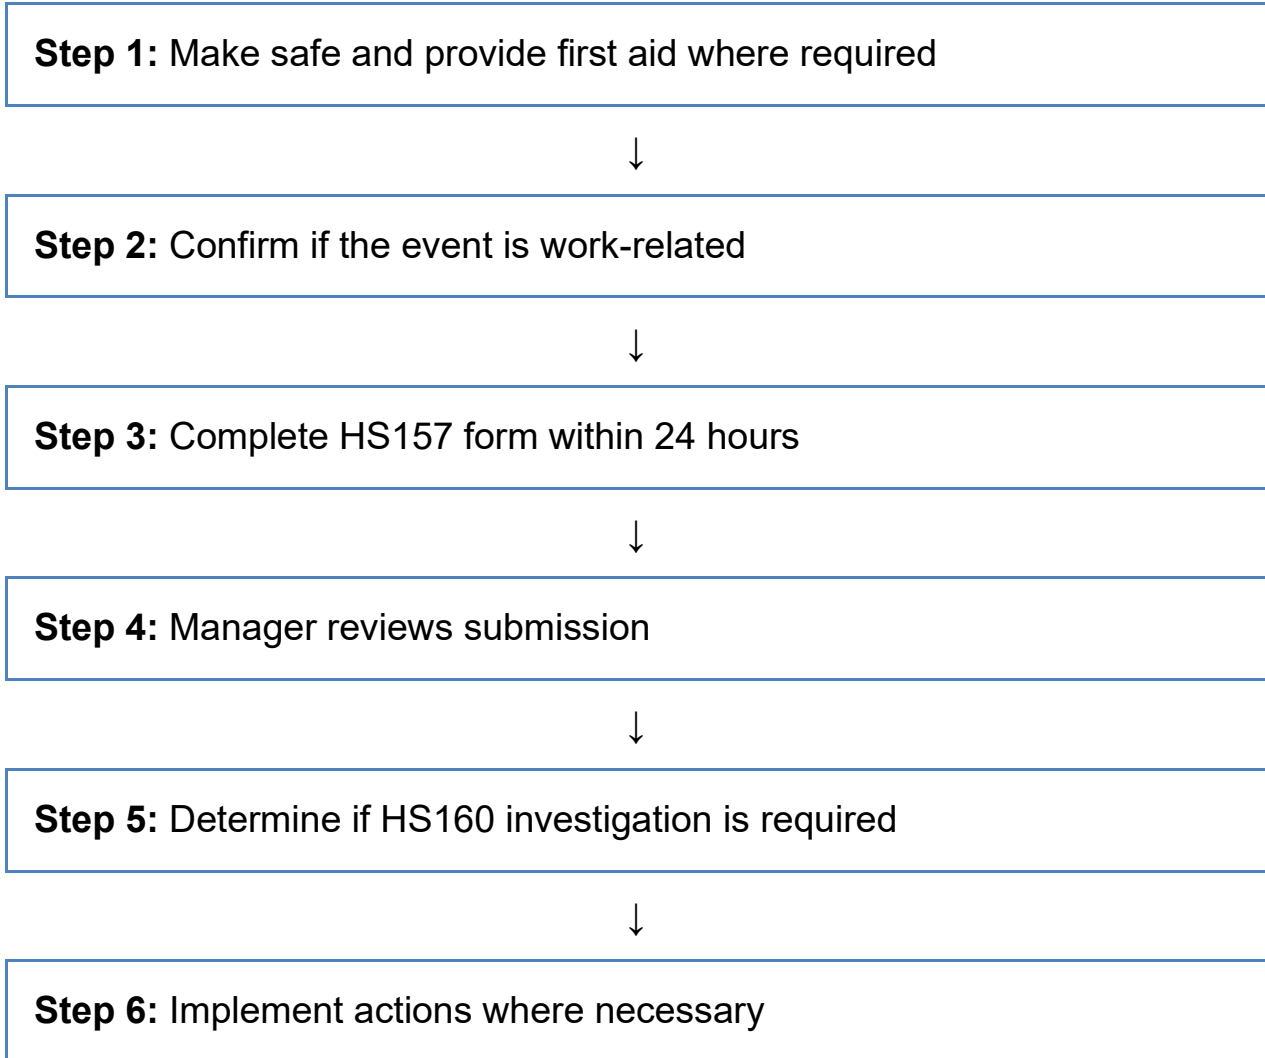 Step 1: Make safe and provide first aid where required
↓
Step 2: Confirm if the event is work-related
↓
Step 3: Complete HS157 form within 24 hours
↓
Step 4: Manager reviews submission
↓
Step 5: Determine if HS160 investigation is required
↓
Step 6: Implement actions where necessary